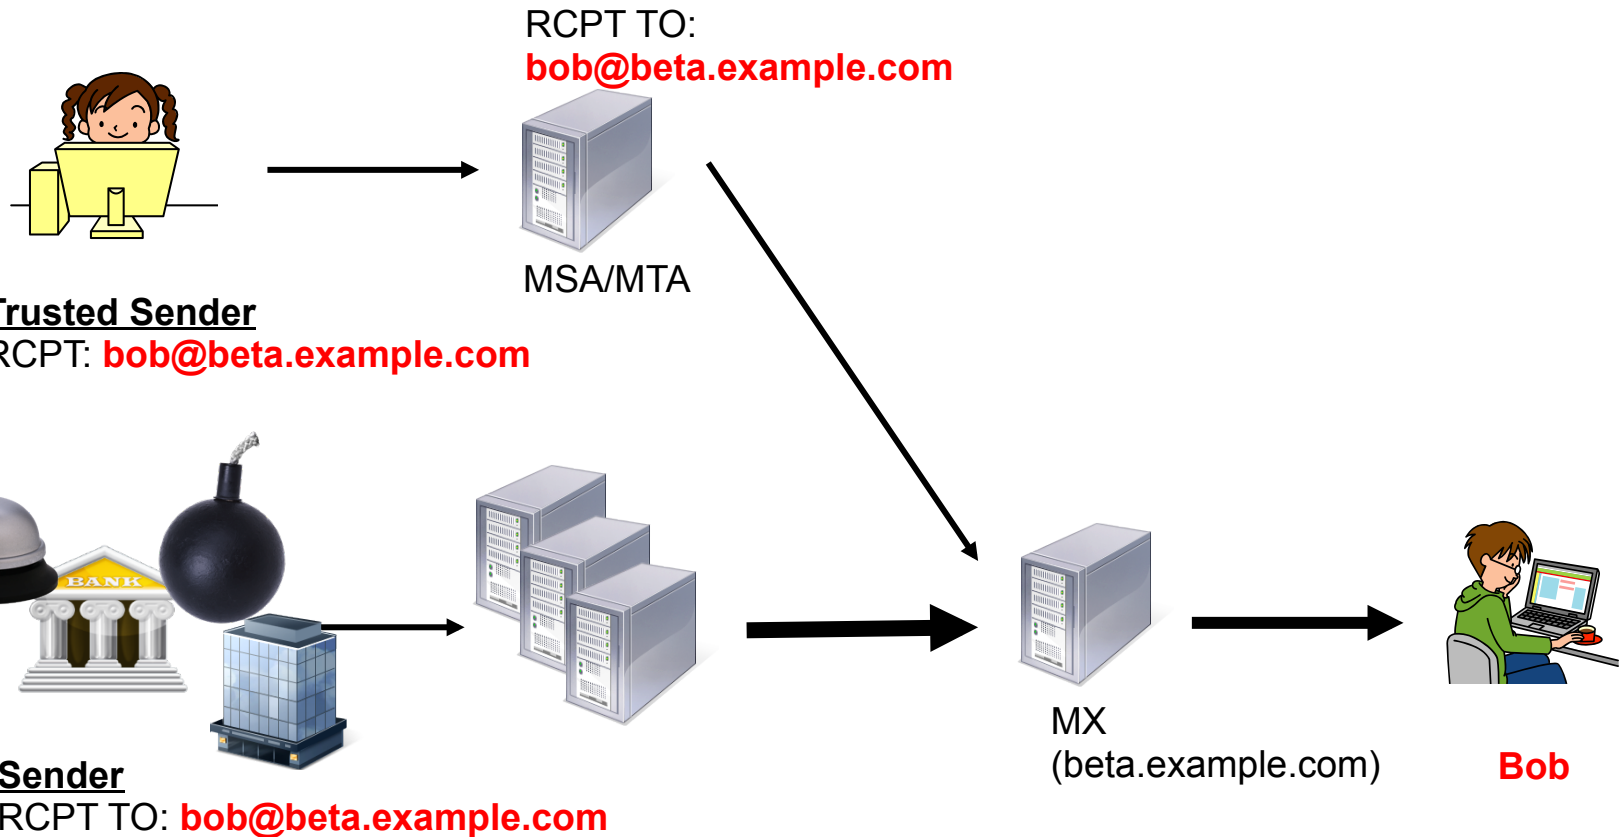 RCPT TO:
bob@beta.example.com
MSA/MTA
Trusted Sender
RCPT: bob@beta.example.com
BANK
MX
(beta.example.com)
Bob
Sender
RCPT TO: bob@beta.example.com